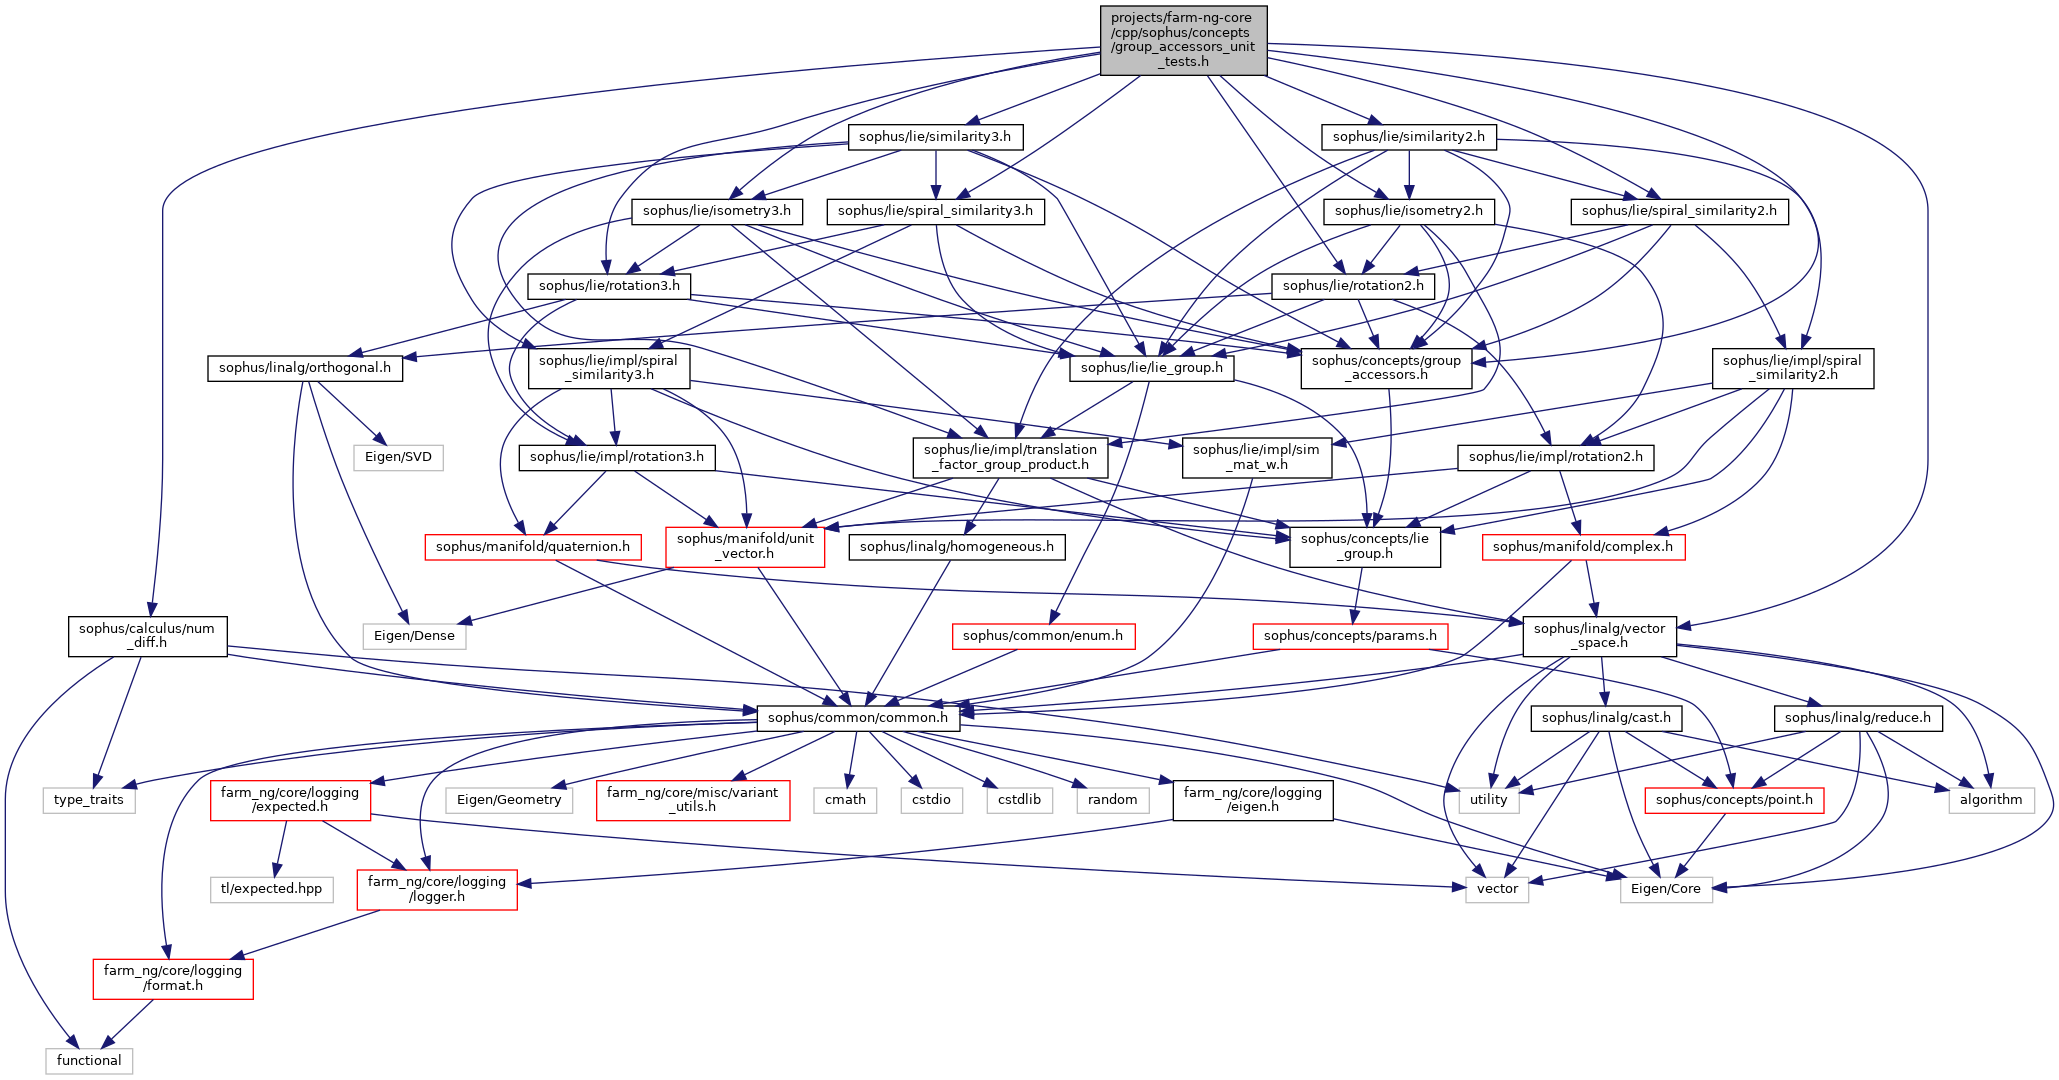 projects/farm-ng-core
/cpp/sophus/concepts
/group_accessors_unit
_tests.h
sophus/lie/similarity3.h
sophus/lie/similarity2.h
sophus/lie/isometry3.h
sophus/lie/spiral_similarity3.h
sophus/lie/isometry2.h
sophus/lie/spiral_similarity2.h
sophus/lie/rotation3.h
sophus/lie/rotation2.h
sophus/linalg/orthogonal.h
sophus/lie/impl/spiral
_similarity3.h
sophus/lie/lie_group.h
sophus/concepts/group
_accessors.h
sophus/lie/impl/spiral
_similarity2.h
Eigen/SVD
sophus/lie/impl/rotation3.h
sophus/lie/impl/translation
_factor_group_product.h
sophus/lie/impl/sim
_mat_w.h
sophus/lie/impl/rotation2.h
sophus/manifold/quaternion.h
sophus/manifold/unit
_vector.h
sophus/linalg/homogeneous.h
sophus/concepts/lie
_group.h
sophus/manifold/complex.h
sophus/calculus/num
_diff.h
Eigen/Dense
sophus/common/enum.h
sophus/concepts/params.h
sophus/linalg/vector
_space.h
sophus/common/common.h
sophus/linalg/cast.h
sophus/linalg/reduce.h
type_traits
farm_ng/core/logging
/expected.h
Eigen/Geometry
farm_ng/core/misc/variant
_utils.h
cmath
cstdio
cstdlib
random
farm_ng/core/logging
/eigen.h
utility
sophus/concepts/point.h
algorithm
tl/expected.hpp
farm_ng/core/logging
/logger.h
vector
Eigen/Core
farm_ng/core/logging
/format.h
functional